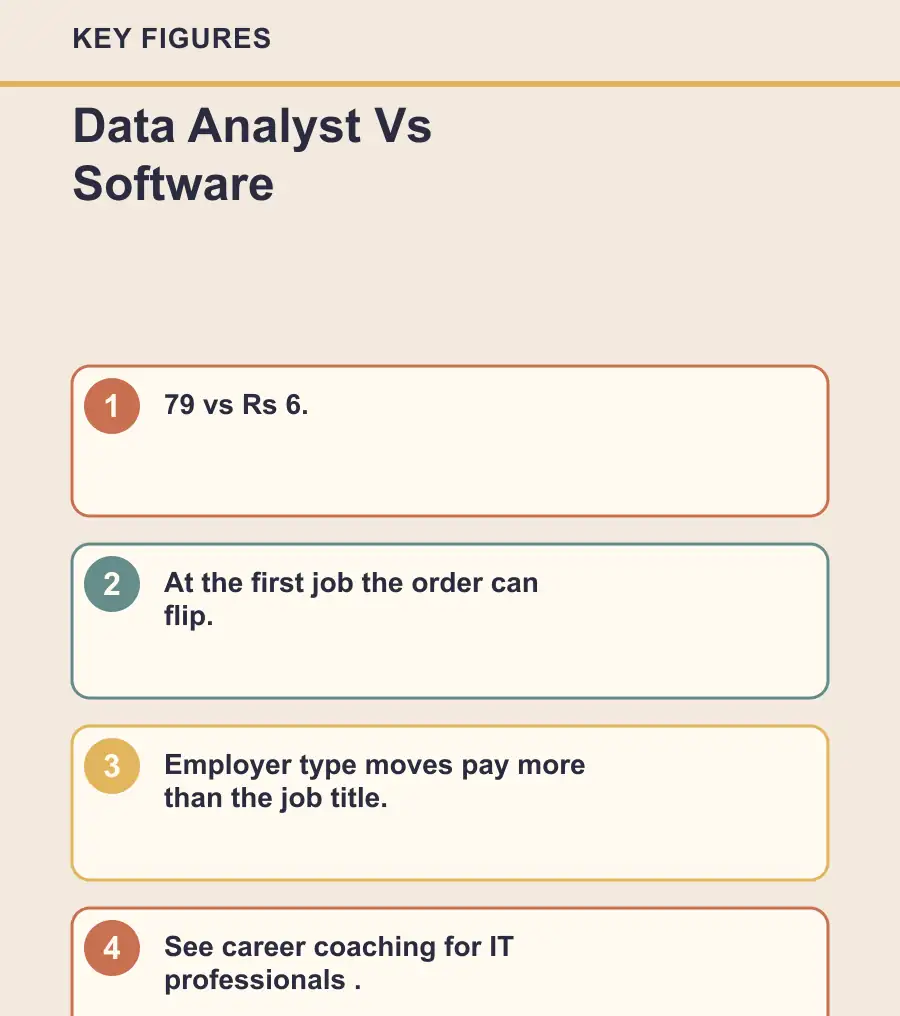 KEY FIGURES
Data Analyst Vs
Software
1
79 vs Rs 6.
2
At the first job the order can
flip.
3
Employer type moves pay more
than the job title.
4
See career coaching for IT
professionals .